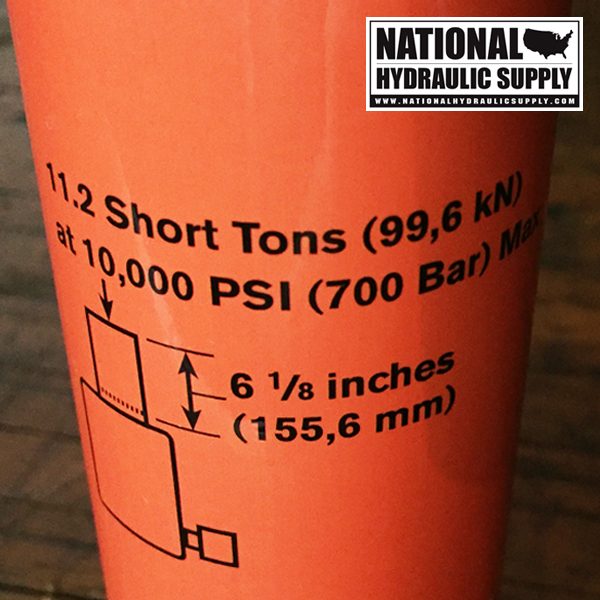 NATIONAL
HYDRAULIC SUPPLY
WWW.NATIONALHYDRAULICSUPPLY.COM
11.2 Short Tons (99,6 kN)
at 10,000 PSI (700 Bar) Max
6 1/8 inches
(155,6 mm)